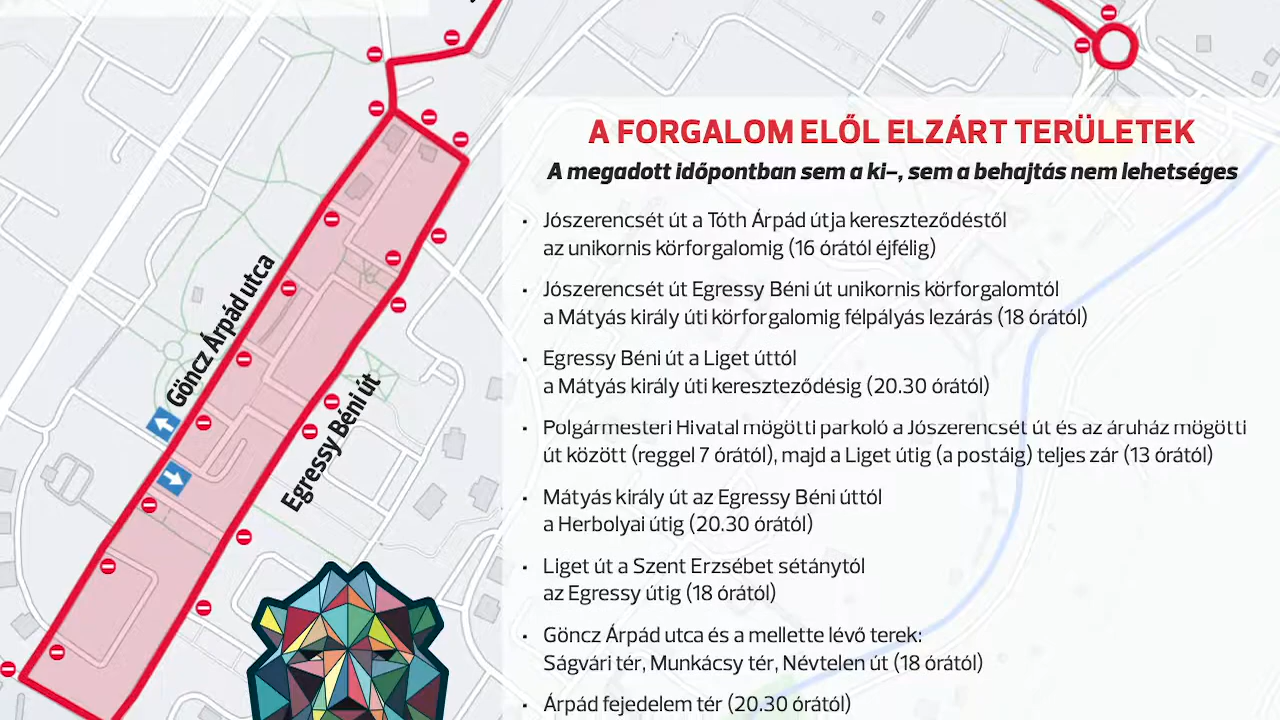 A FORGALOM ELŐL ELZÁRT TERÜLETEK
A megadott időpontban sem a ki–, sem a behajtás nem lehetséges
• Jószerencsét út a Tóth Árpád útja kereszteződéstől
az unikornis körforgalomig (16 órától éjfélig)
• Jószerencsét út Egressy Béni út unikornis körforgalomtól
a Mátyás király úti körforgalomig félpályás lezárás (18 órától)
• Egressy Béni út a Liget úttól
a Mátyás király úti kereszteződésig (20.30 órától)
• Polgármesteri Hivatal mögötti parkoló a Jószerencsét út és az áruház mögötti
út között (reggel 7 órától), majd a Liget útig (a postáig) teljes zár (13 órától)
• Mátyás király út az Egressy Béni úttól
a Herbolyai útig (20.30 órától)
• Liget út a Szent Erzsébet sétánytól
az Egressy útig (18 órától)
• Göncz Árpád utca és a mellette lévő terek:
Ságvári tér, Munkácsy tér, Névtelen út (18 órától)
• Árpád fejedelem tér (20.30 órától)
Göncz Árpád utca
Egressy Béni út